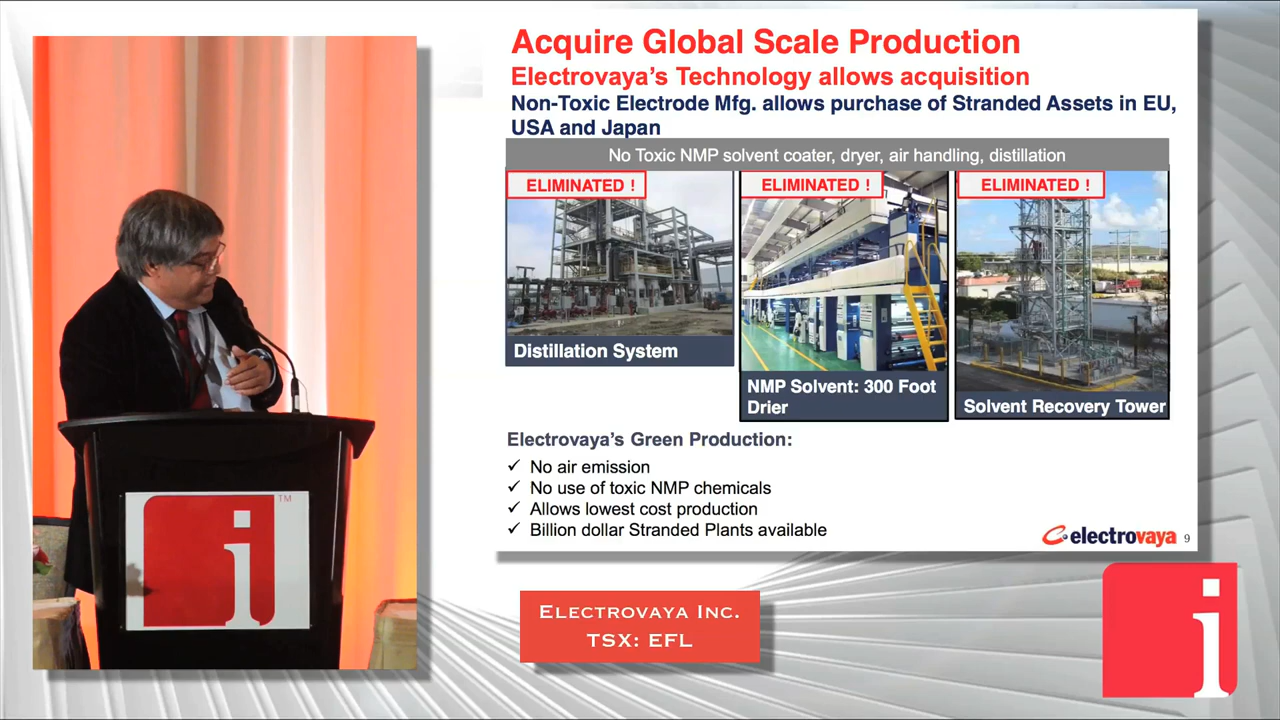 Acquire Global Scale Production
Electrovaya's Technology allows acquisition
Non-Toxic Electrode Mfg. allows purchase of Stranded Assets in EU,
USA and Japan
No Toxic NMP solvent coater, dryer, air handling, distillation
ELIMINATED !
ELIMINATED !
ELIMINATED !
Distillation System
NMP Solvent: 300 Foot
Drier
Solvent Recovery Tower
Electrovaya's Green Production:
✓ No air emission
✓ No use of toxic NMP chemicals
✓ Allows lowest cost production
✓ Billion dollar Stranded Plants available
electrovaya 9
i TM
Electrovaya Inc.
TSX: EFL
i